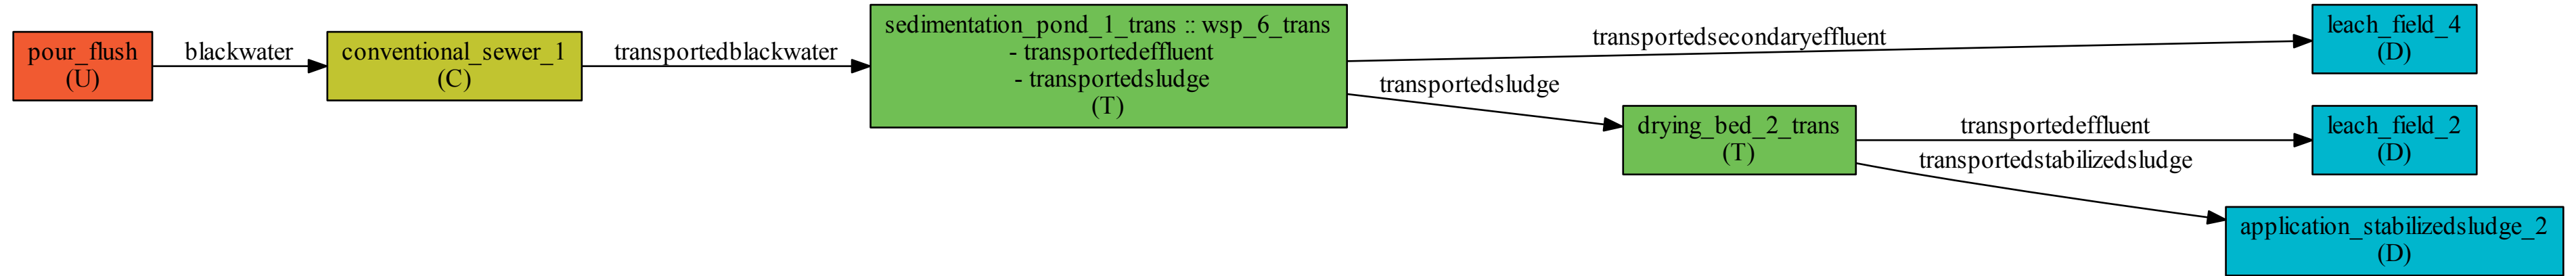 pour_flush
(U)
blackwater
conventional_sewer_1
(C)
transportedblackwater
sedimentation_pond_1_trans :: wsp_6_trans
- transportedeffluent
- transportedsludge
(T)
transportedsecondaryeffluent
transportedsludge
leach_field_4
(D)
drying_bed_2_trans
(T)
transportedeffluent
transportedstabilizedsludge
leach_field_2
(D)
application_stabilizedsludge_2
(D)